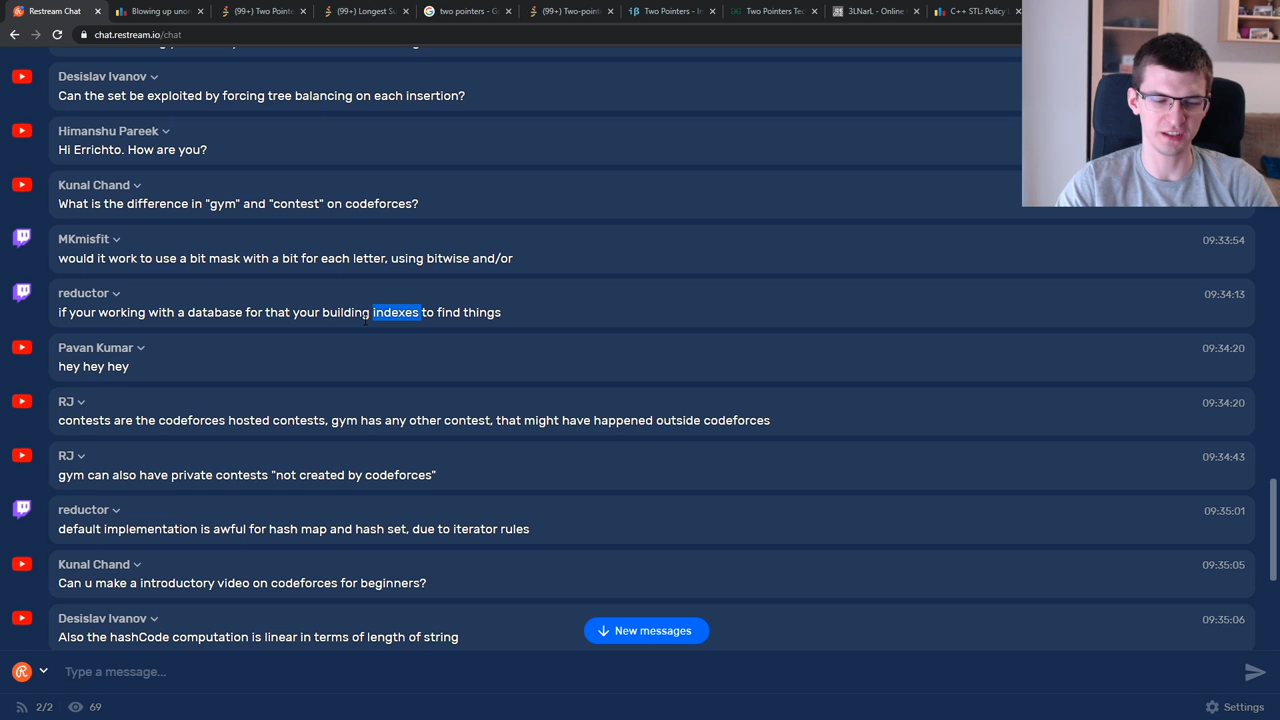 Restream Chat
Blowing up unor
(99+) Two Pointe
(99+) Longest Su
two pointers - G
(99+) Two-point
Two Pointers - In
Two Pointers Tec
3LNarL - Online
C++ STL: Policy
chat.restream.io/chat
Desislav Ivanov
Can the set be exploited by forcing tree balancing on each insertion?
Himanshu Pareek
Hi Errichto. How are you?
Kunal Chand
What is the difference in "gym" and "contest" on codeforces?
MKmisfit
09:33:54
would it work to use a bit mask with a bit for each letter, using bitwise and/or
reductor
09:34:13
if your working with a database for that your building indexes to find things
Pavan Kumar
09:34:20
hey hey hey
RJ
09:34:20
contests are the codeforces hosted contests, gym has any other contest, that might have happened outside codeforces
RJ
09:34:43
gym can also have private contests "not created by codeforces"
reductor
09:35:01
default implementation is awful for hash map and hash set, due to iterator rules
Kunal Chand
09:35:05
Can u make a introductory video on codeforces for beginners?
Desislav Ivanov
09:35:06
Also the hashCode computation is linear in terms of length of string
New messages
Type a message...
2/2
69
Settings